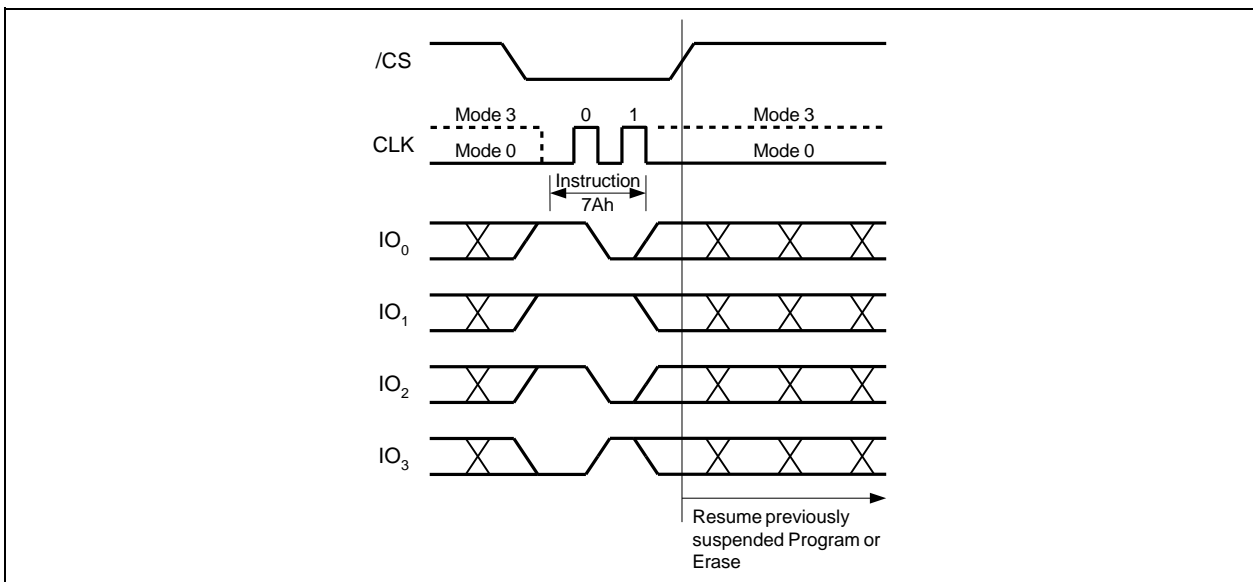 /CS
Mode 3 0 1 Mode 3
CLK
Mode 0 Mode 0
Instruction
7Ah
IO0
IO1
IO2
IO3
Resume previously
suspended Program or
Erase